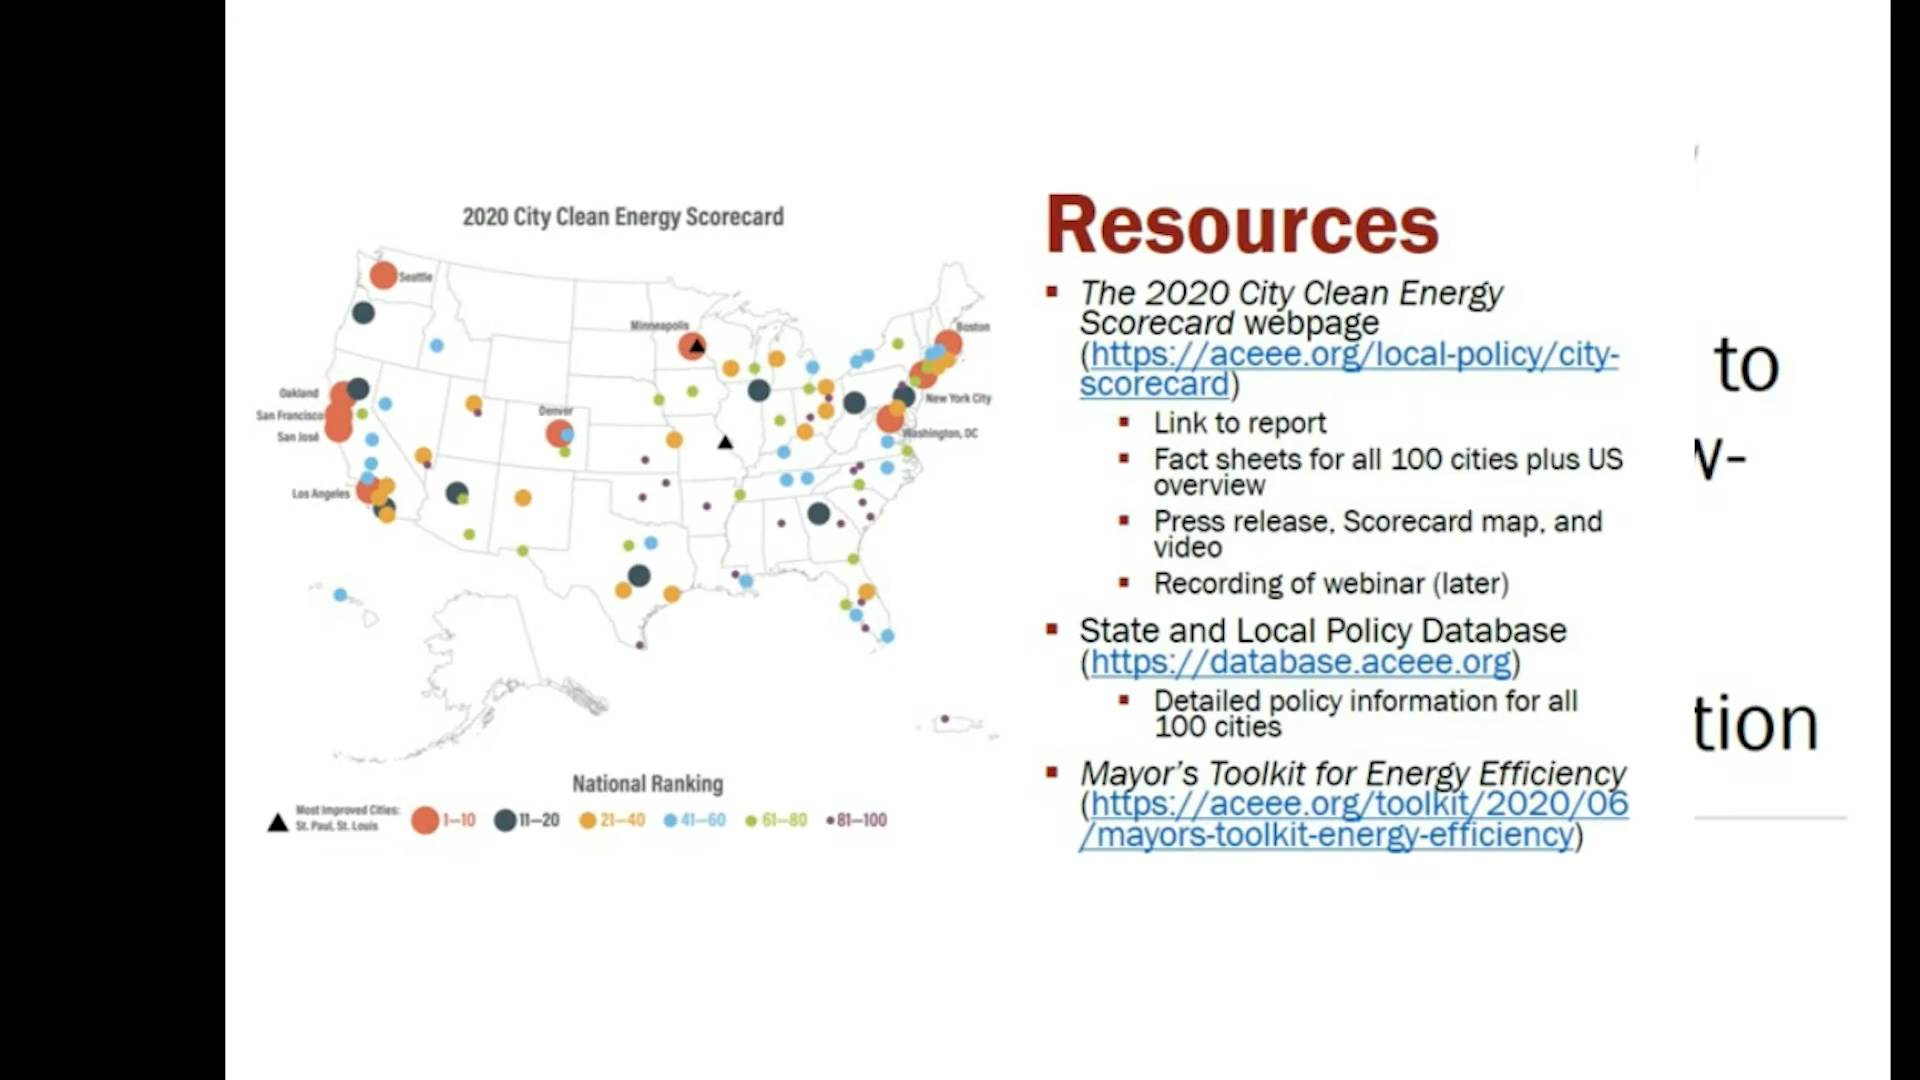 2020 City Clean Energy Scorecard
Seattle
Minneapolis
Boston
Oakland
San Francisco
San José
Denver
New York City
Washington, DC
Los Angeles
National Ranking
Most Improved Cities:
St. Paul, St. Louis
1–10
11–20
21–40
41–60
61–80
81–100
Resources
The 2020 City Clean Energy
Scorecard webpage
(https://aceee.org/local-policy/city-
scorecard)
Link to report
Fact sheets for all 100 cities plus US
overview
Press release, Scorecard map, and
video
Recording of webinar (later)
State and Local Policy Database
(https://database.aceee.org)
Detailed policy information for all
100 cities
Mayor's Toolkit for Energy Efficiency
(https://aceee.org/toolkit/2020/06
/mayors-toolkit-energy-efficiency)
to
w-
tion